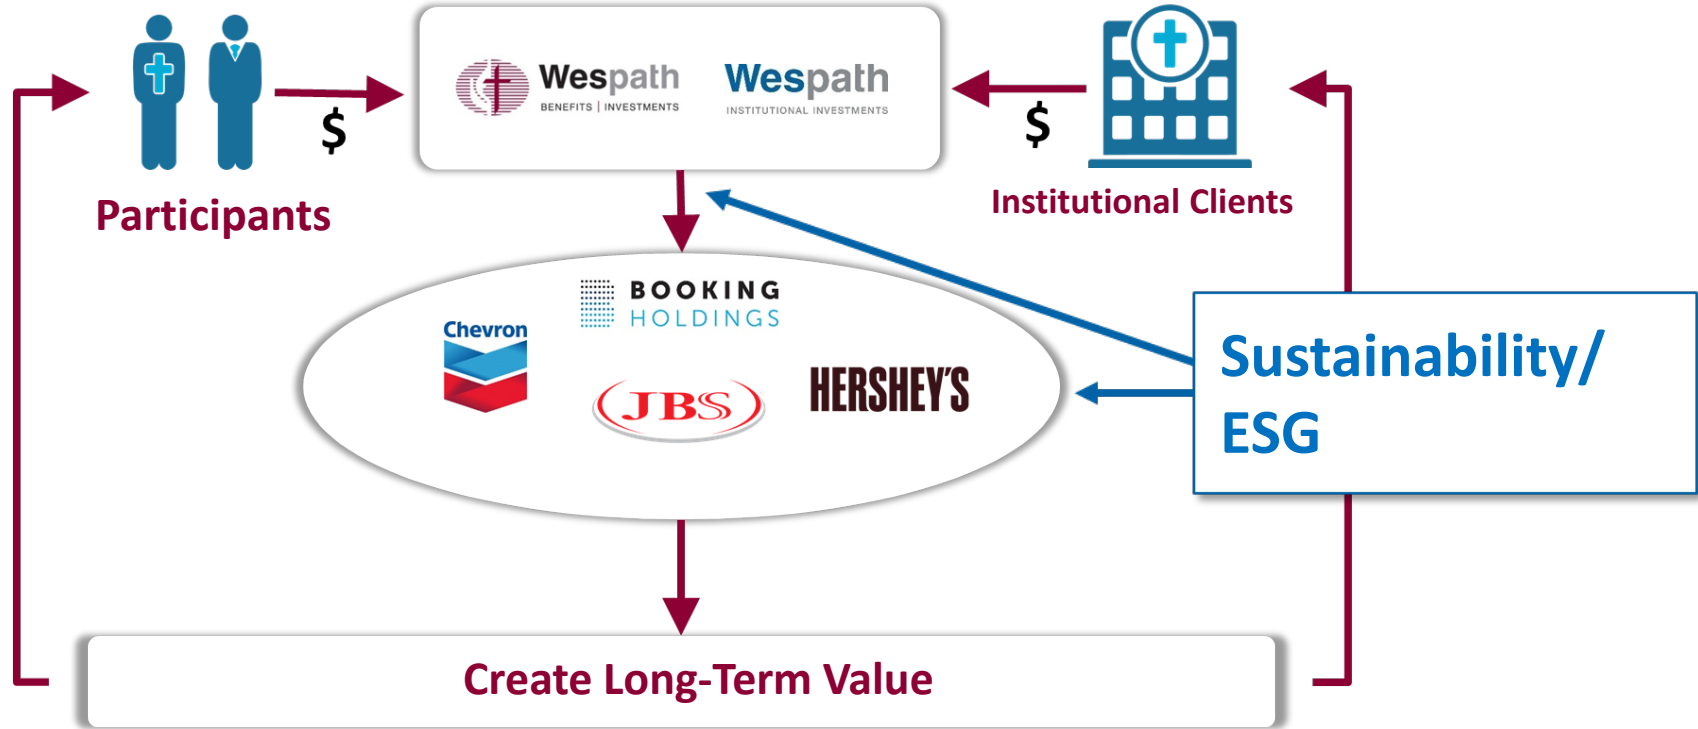 Wespath
BENEFITS | INVESTMENTS
Wespath
INSTITUTIONAL INVESTMENTS
$
$
Participants
Institutional Clients
BOOKING
HOLDINGS
Chevron
JBS
HERSHEY'S
Sustainability/
ESG
Create Long-Term Value